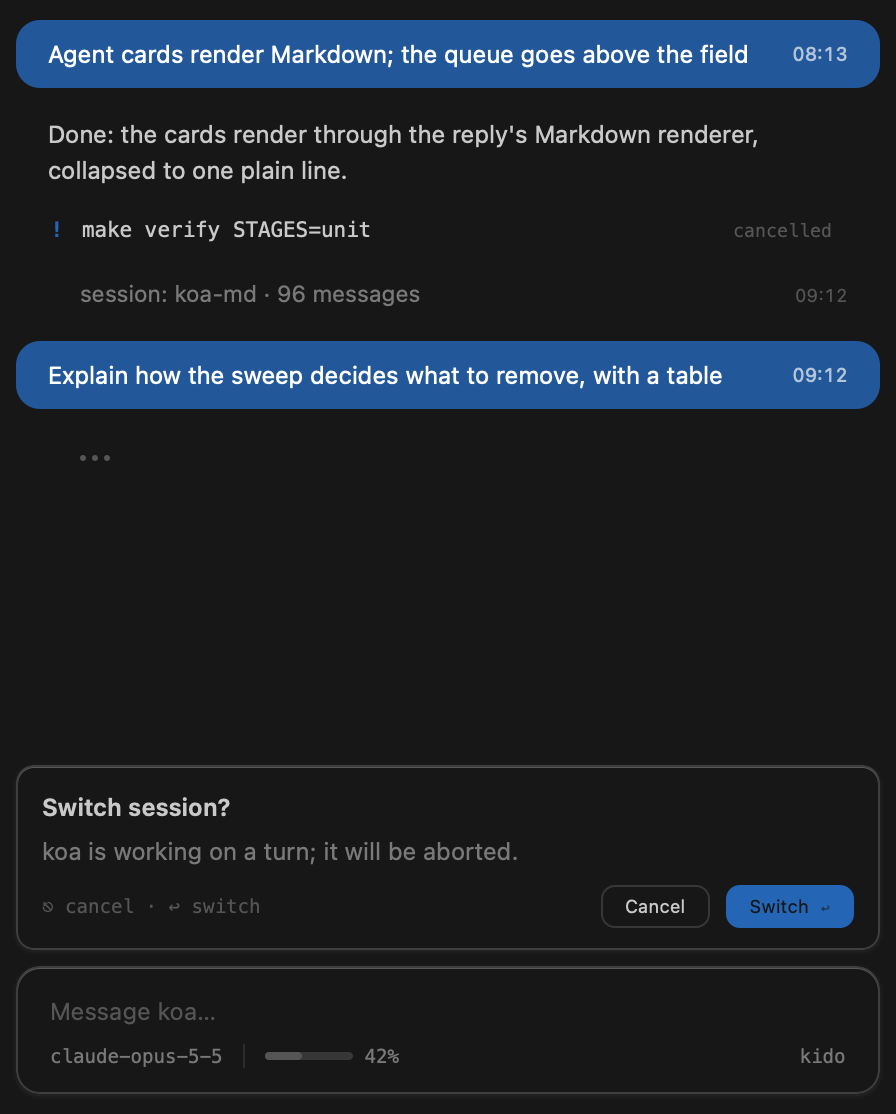 Agent cards render Markdown; the queue goes above the field 08:13
Done: the cards render through the reply's Markdown renderer,
collapsed to one plain line.
! make verify STAGES=unit cancelled
session: koa-md · 96 messages 09:12
Explain how the sweep decides what to remove, with a table 09:12
•••
Switch session?
koa is working on a turn; it will be aborted.
⎋ cancel · ↩ switch
Cancel
Switch ↩
Message koa…
claude-opus-5-5 42% kido